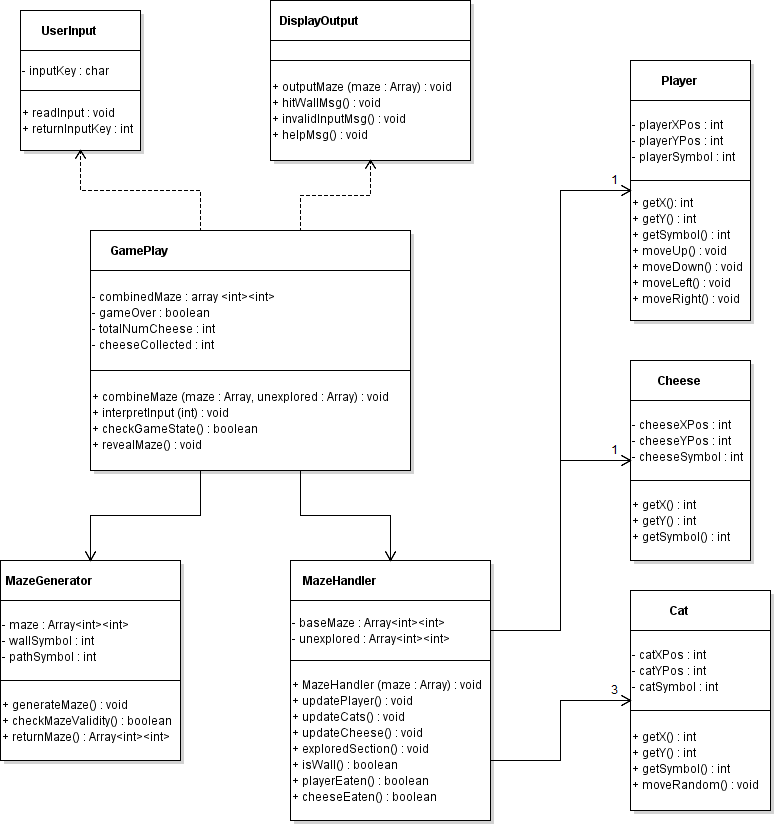 UserInput
- inputKey : char
+ readInput : void
+ returnInputKey : int
DisplayOutput
+ outputMaze (maze : Array) : void
+ hitWallMsg() : void
+ invalidInputMsg() : void
+ helpMsg() : void
Player
- playerXPos : int
- playerYPos : int
- playerSymbol : int
+ getX(): int
+ getY() : int
+ getSymbol() : int
+ moveUp() : void
+ moveDown() : void
+ moveLeft() : void
+ moveRight() : void
1
GamePlay
- combinedMaze : array <int><int>
- gameOver : boolean
- totalNumCheese : int
- cheeseCollected : int
+ combineMaze (maze : Array, unexplored : Array) : void
+ interpretInput (int) : void
+ checkGameState() : boolean
+ revealMaze() : void
Cheese
- cheeseXPos : int
- cheeseYPos : int
- cheeseSymbol : int
+ getX() : int
+ getY() : int
+ getSymbol() : int
1
MazeGenerator
- maze : Array<int><int>
- wallSymbol : int
- pathSymbol : int
+ generateMaze() : void
+ checkMazeValidity() : boolean
+ returnMaze() : Array<int><int>
MazeHandler
- baseMaze : Array<int><int>
- unexplored : Array<int><int>
+ MazeHandler (maze : Array) : void
+ updatePlayer() : void
+ updateCats() : void
+ updateCheese() : void
+ exploredSection() : void
+ isWall() : boolean
+ playerEaten() : boolean
+ cheeseEaten() : boolean
Cat
- catXPos : int
- catYPos : int
- catSymbol : int
+ getX() : int
+ getY() : int
+ getSymbol() : int
+ moveRandom() : void
3